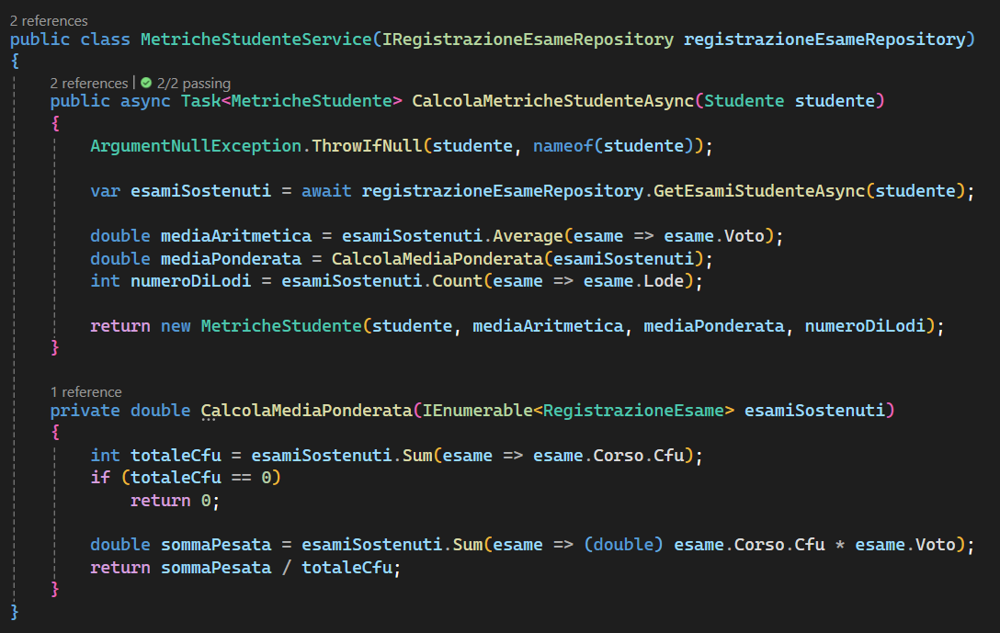 2 references
public class MetricheStudenteService(IRegistrazioneEsameRepository registrazioneEsameRepository)
{
2 references | 2/2 passing
public async Task<MetricheStudente> CalcolaMetricheStudenteAsync(Studente studente)
{
ArgumentNullException.ThrowIfNull(studente, nameof(studente));
var esamiSostenuti = await registrazioneEsameRepository.GetEsamiStudenteAsync(studente);
double mediaAritmetica = esamiSostenuti.Average(esame => esame.Voto);
double mediaPonderata = CalcolaMediaPonderata(esamiSostenuti);
int numeroDiLodi = esamiSostenuti.Count(esame => esame.Lode);
return new MetricheStudente(studente, mediaAritmetica, mediaPonderata, numeroDiLodi);
}
1 reference
private double CalcolaMediaPonderata(IEnumerable<RegistrazioneEsame> esamiSostenuti)
{
int totaleCfu = esamiSostenuti.Sum(esame => esame.Corso.Cfu);
if (totaleCfu == 0)
return 0;
double sommaPesata = esamiSostenuti.Sum(esame => (double) esame.Corso.Cfu * esame.Voto);
return sommaPesata / totaleCfu;
}
}